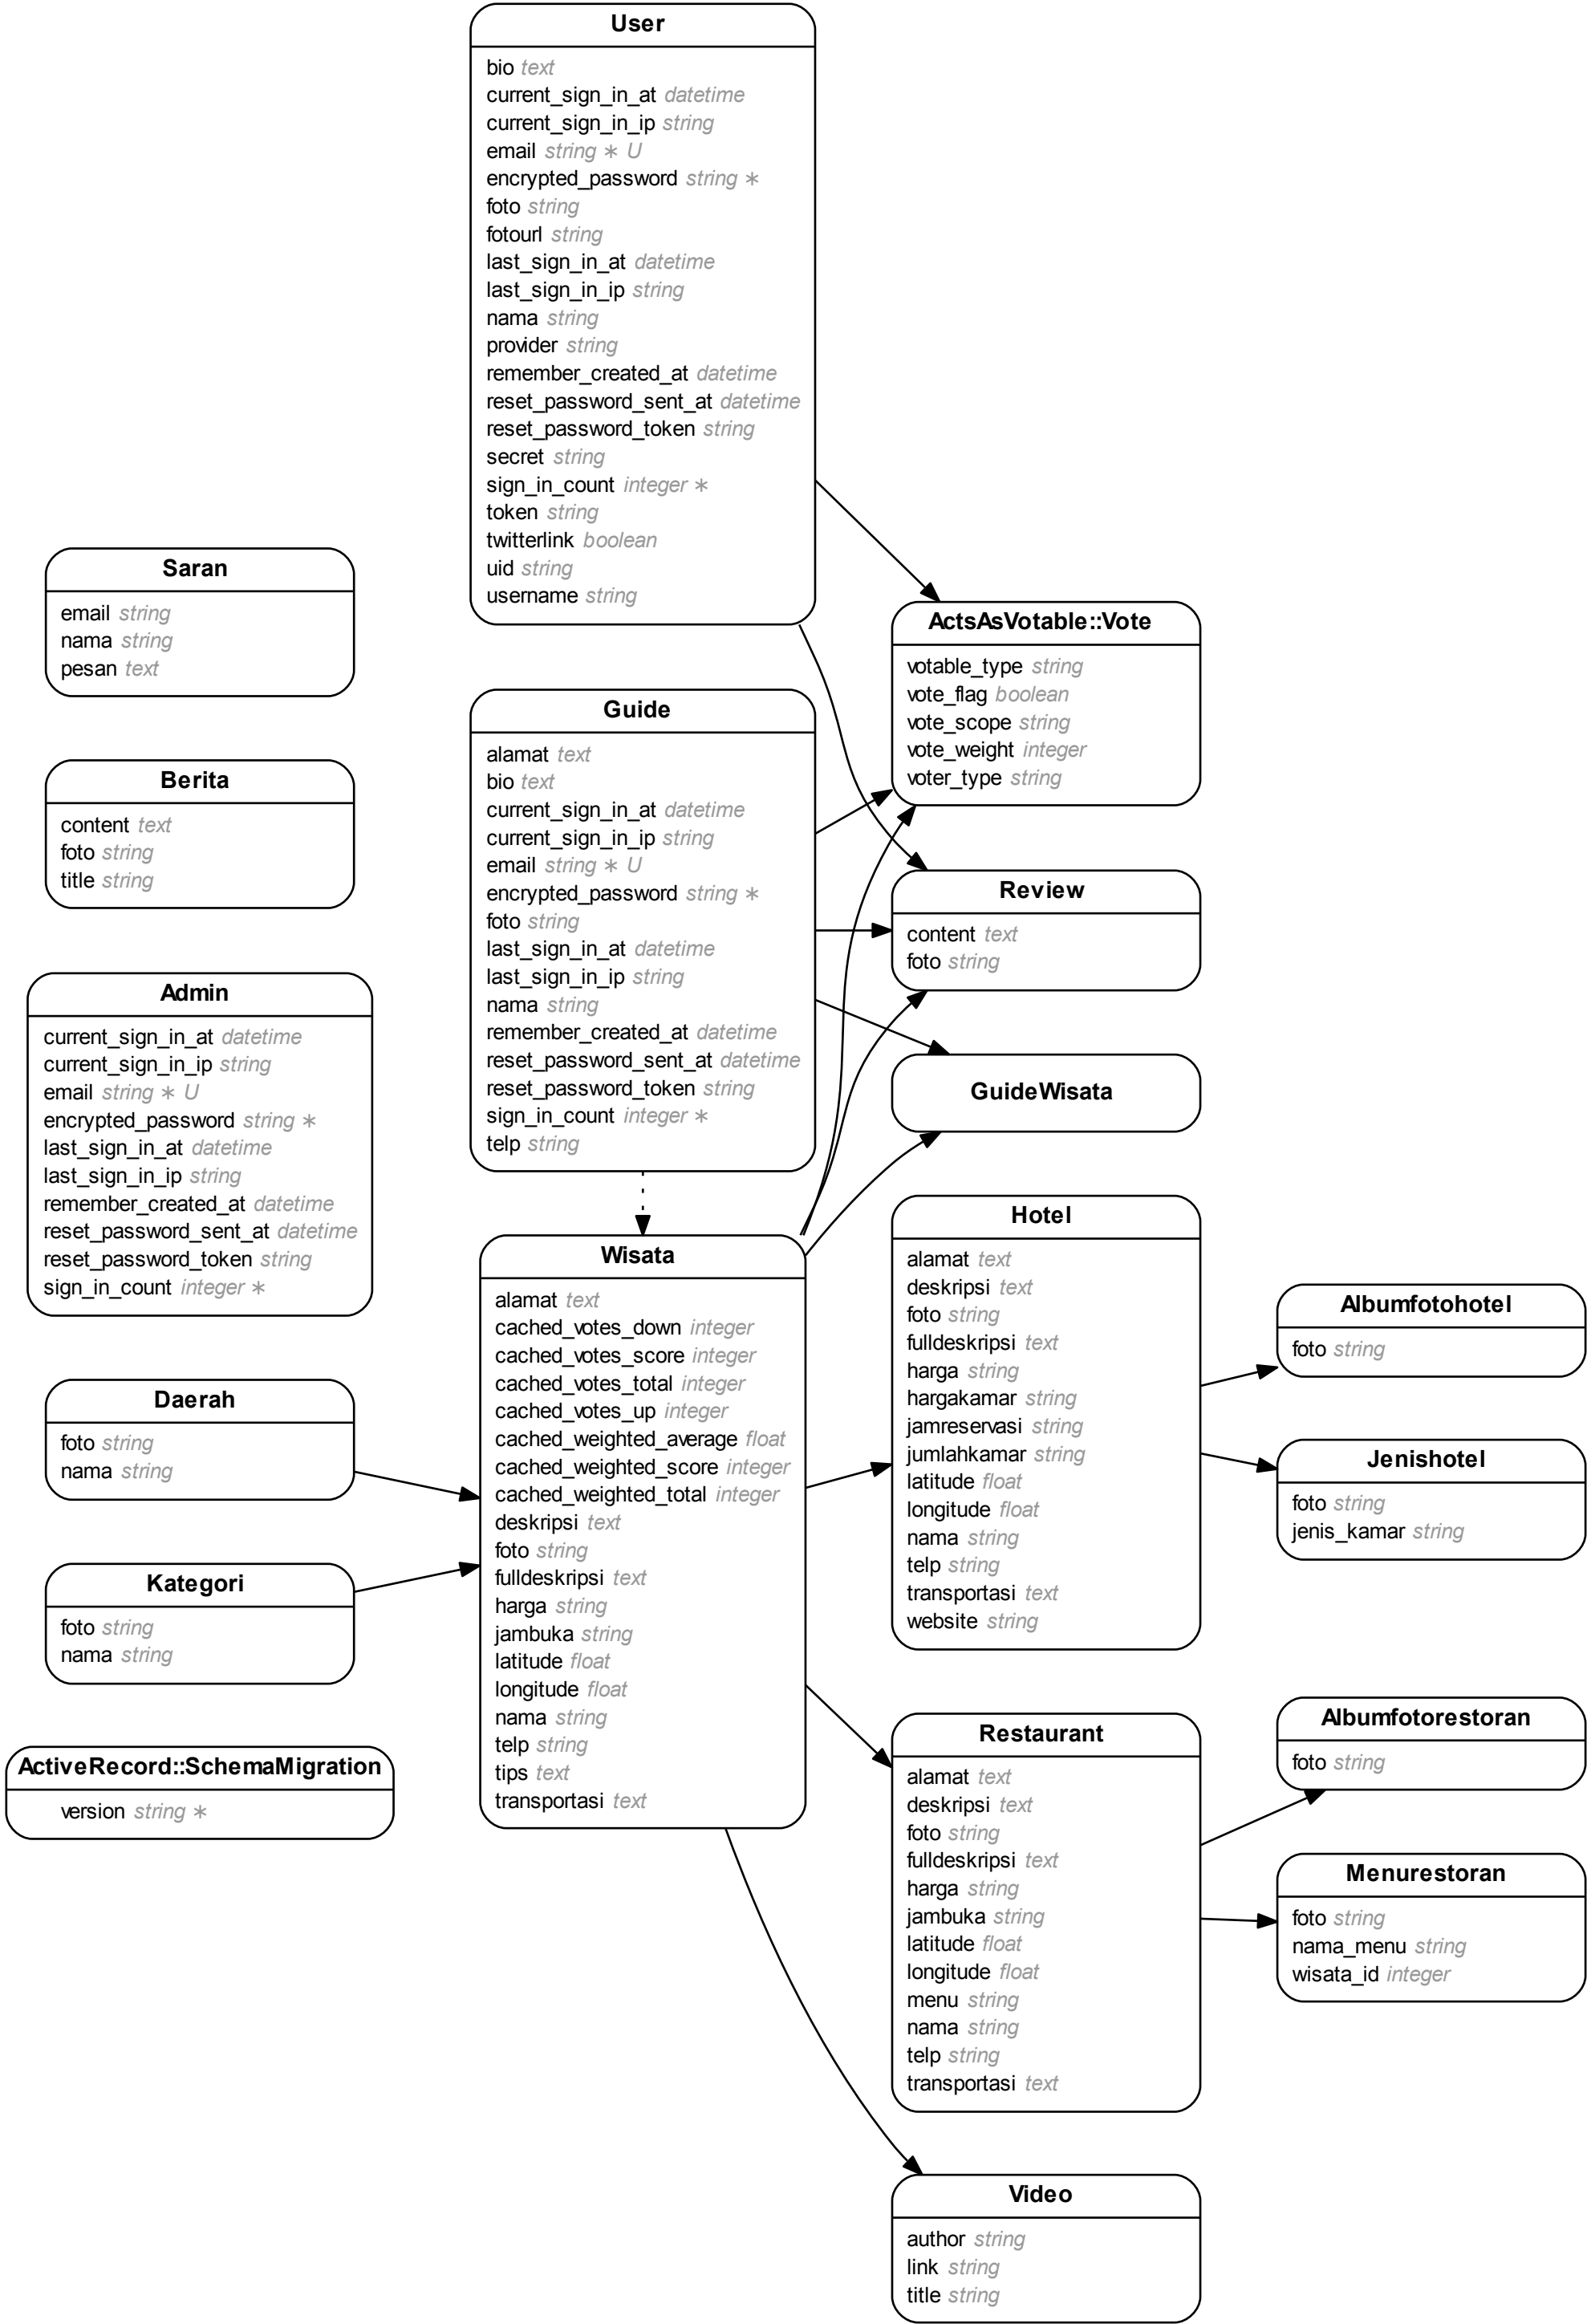 User
bio text
current_sign_in_at datetime
current_sign_in_ip string
email string ∗ U
encrypted_password string ∗
foto string
fotourl string
last_sign_in_at datetime
last_sign_in_ip string
nama string
provider string
remember_created_at datetime
reset_password_sent_at datetime
reset_password_token string
secret string
sign_in_count integer ∗
token string
twitterlink boolean
uid string
username string
Saran
email string
nama string
pesan text
Berita
content text
foto string
title string
Admin
current_sign_in_at datetime
current_sign_in_ip string
email string ∗ U
encrypted_password string ∗
last_sign_in_at datetime
last_sign_in_ip string
remember_created_at datetime
reset_password_sent_at datetime
reset_password_token string
sign_in_count integer ∗
Daerah
foto string
nama string
Kategori
foto string
nama string
ActiveRecord::SchemaMigration
version string ∗
Guide
alamat text
bio text
current_sign_in_at datetime
current_sign_in_ip string
email string ∗ U
encrypted_password string ∗
foto string
last_sign_in_at datetime
last_sign_in_ip string
nama string
remember_created_at datetime
reset_password_sent_at datetime
reset_password_token string
sign_in_count integer ∗
telp string
Wisata
alamat text
cached_votes_down integer
cached_votes_score integer
cached_votes_total integer
cached_votes_up integer
cached_weighted_average float
cached_weighted_score integer
cached_weighted_total integer
deskripsi text
foto string
fulldeskripsi text
harga string
jambuka string
latitude float
longitude float
nama string
telp string
tips text
transportasi text
ActsAsVotable::Vote
votable_type string
vote_flag boolean
vote_scope string
vote_weight integer
voter_type string
Review
content text
foto string
GuideWisata
Hotel
alamat text
deskripsi text
foto string
fulldeskripsi text
harga string
hargakamar string
jamreservasi string
jumlahkamar string
latitude float
longitude float
nama string
telp string
transportasi text
website string
Restaurant
alamat text
deskripsi text
foto string
fulldeskripsi text
harga string
jambuka string
latitude float
longitude float
menu string
nama string
telp string
transportasi text
Video
author string
link string
title string
Albumfotohotel
foto string
Jenishotel
foto string
jenis_kamar string
Albumfotorestoran
foto string
Menurestoran
foto string
nama_menu string
wisata_id integer